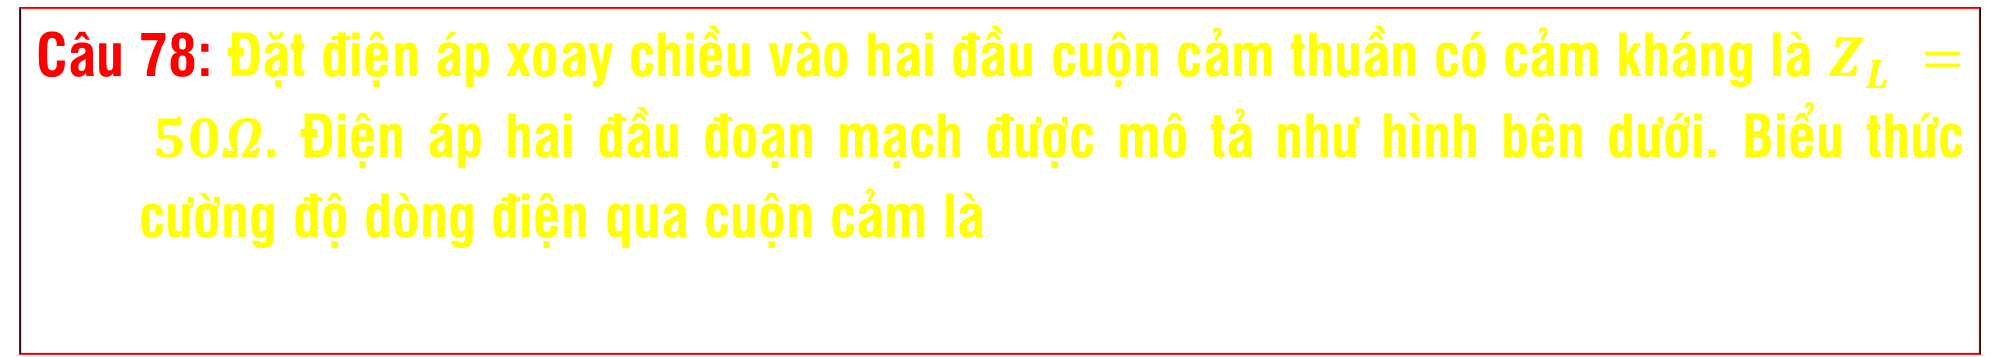 Câu 78: Đặt điện áp xoay chiều vào hai đầu cuộn cảm thuần có cảm kháng là Z_L =
50Ω. Điện áp hai đầu đoạn mạch được mô tả như hình bên dưới. Biểu thức
cường độ dòng điện qua cuộn cảm là